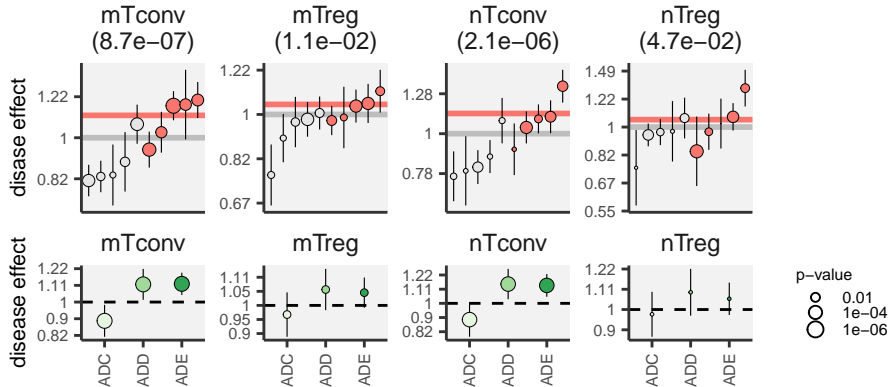 mTconv
(8.7e−07)
mTreg
(1.1e−02)
nTconv
(2.1e−06)
nTreg
(4.7e−02)
disase effect
1.22
1
0.82
1.22
1
0.82
0.67
1.28
1
0.78
1.49
1.22
1
0.82
0.67
0.55
mTconv
mTreg
nTconv
nTreg
disease effect
1.22
1.11
1
0.9
0.82
1.11
1.05
1
0.95
0.9
1.22
1.11
1
0.9
0.82
1.22
1.11
1
0.9
ADC
ADD
ADE
ADC
ADD
ADE
ADC
ADD
ADE
ADC
ADD
ADE
p−value
0.01
1e−04
1e−06